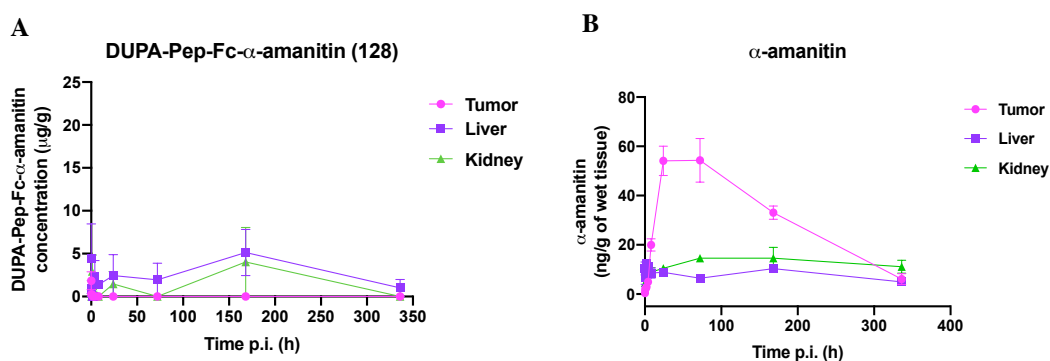 A
DUPA-Pep-Fc-α-amanitin (128)
DUPA-Pep-Fc-α-amanitin
concentration (μg/g)
25
20
15
10
5
0
0 50 100 150 200 250 300 350
Time p.i. (h)
Tumor
Liver
Kidney
B
α-amanitin
α-amanitin
(ng/g of wet tissue)
80
60
40
20
0
0 100 200 300 400
Time p.i. (h)
Tumor
Liver
Kidney